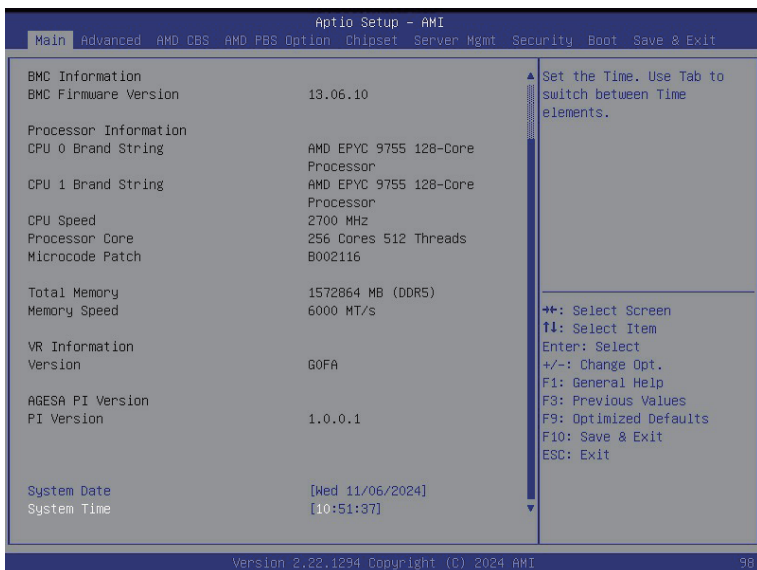 Aptio Setup – AMI
Main Advanced AMD CBS AMD PBS Option Chipset Server Mgmt Security Boot Save & Exit
BMC Information
BMC Firmware Version 13.06.10
Processor Information
CPU 0 Brand String AMD EPYC 9755 128-Core
Processor
CPU 1 Brand String AMD EPYC 9755 128-Core
Processor
CPU Speed 2700 MHz
Processor Core 256 Cores 512 Threads
Microcode Patch B002116
Total Memory 1572864 MB (DDR5)
Memory Speed 6000 MT/s
VR Information
Version G0FA
AGESA PI Version
PI Version 1.0.0.1
System Date [Wed 11/06/2024]
System Time [10:51:37]
Set the Time. Use Tab to
switch between Time
elements.
→←: Select Screen
↑↓: Select Item
Enter: Select
+/-: Change Opt.
F1: General Help
F3: Previous Values
F9: Optimized Defaults
F10: Save & Exit
ESC: Exit
Version 2.22.1294 Copyright (C) 2024 AMI 98